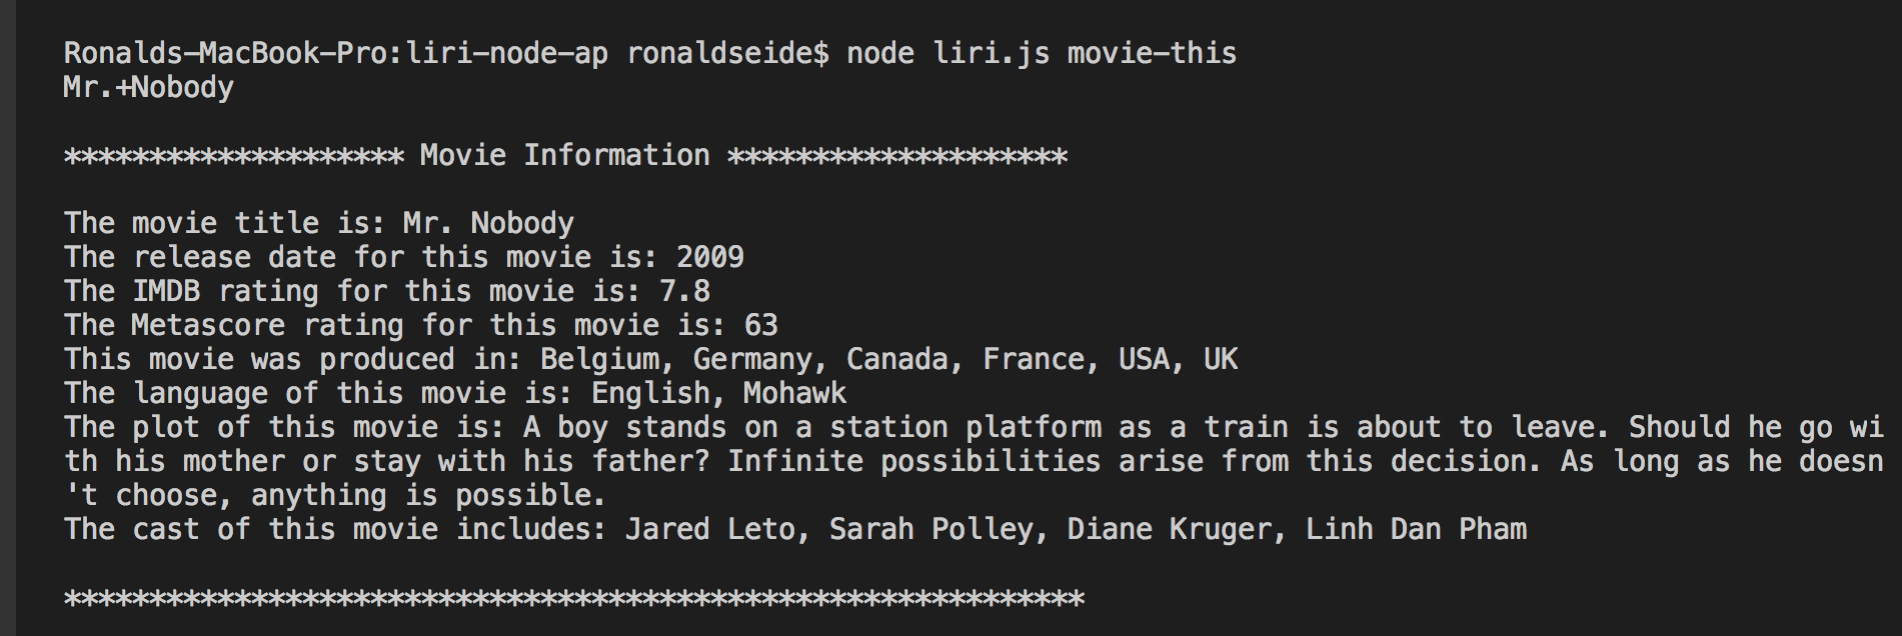 Ronalds-MacBook-Pro:liri-node-ap ronaldseide$ node liri.js movie-this
Mr.+Nobody
******************** Movie Information ********************
The movie title is: Mr. Nobody
The release date for this movie is: 2009
The IMDB rating for this movie is: 7.8
The Metascore rating for this movie is: 63
This movie was produced in: Belgium, Germany, Canada, France, USA, UK
The language of this movie is: English, Mohawk
The plot of this movie is: A boy stands on a station platform as a train is about to leave. Should he go wi
th his mother or stay with his father? Infinite possibilities arise from this decision. As long as he doesn
't choose, anything is possible.
The cast of this movie includes: Jared Leto, Sarah Polley, Diane Kruger, Linh Dan Pham
************************************************************